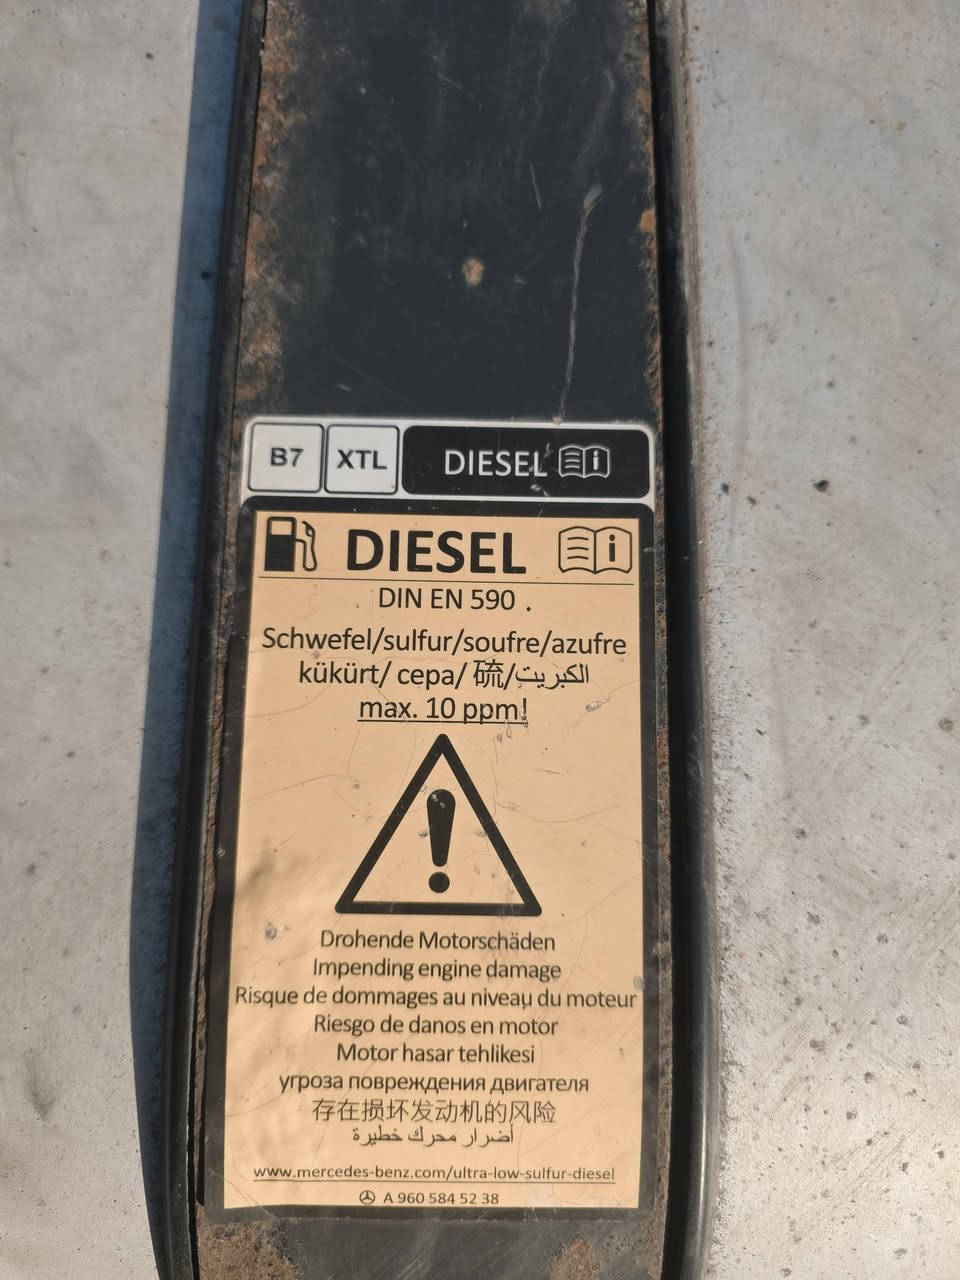 B7 XTL DIESEL
DIESEL
DIN EN 590 .
Schwefel/sulfur/soufre/azufre
kükürt/ cepa/ 硫/الكبريت
max. 10 ppm!
Drohende Motorschäden
Impending engine damage
Risque de dommages au niveau du moteur
Riesgo de danos en motor
Motor hasar tehlikesi
угроза повреждения двигателя
存在损坏发动机的风险
أضرار محرك خطيرة
www.mercedes-benz.com/ultra-low-sulfur-diesel
A 960 584 52 38